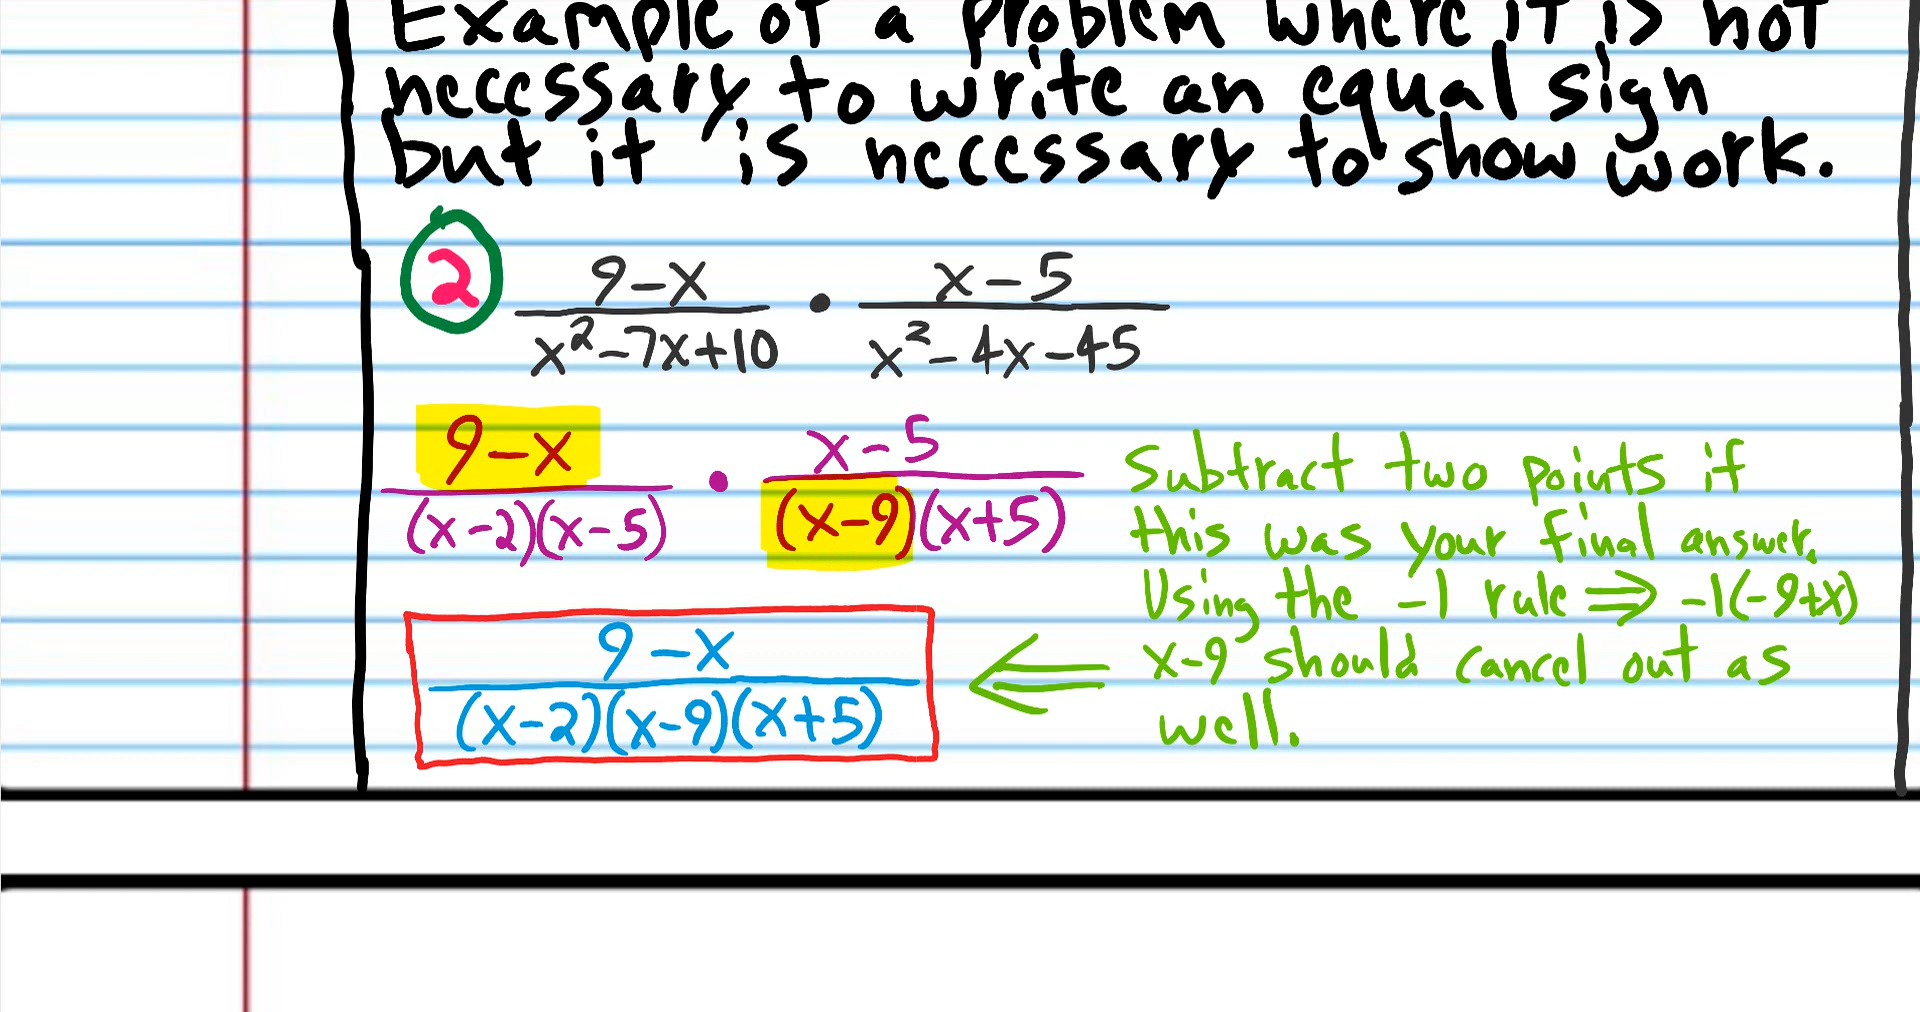 Example of a problem where it is not
necessary to write an equal sign
but it is necessary to show work.
2
9-x / x²-7x+10 • x-5 / x²-4x-45
9-x / (x-2)(x-5) • x-5 / (x-9)(x+5)
Subtract two points if
this was your final answer.
Using the -1 rule ⇒ -1(-9+x)
x-9 should cancel out as
well.
9-x / (x-2)(x-9)(x+5)